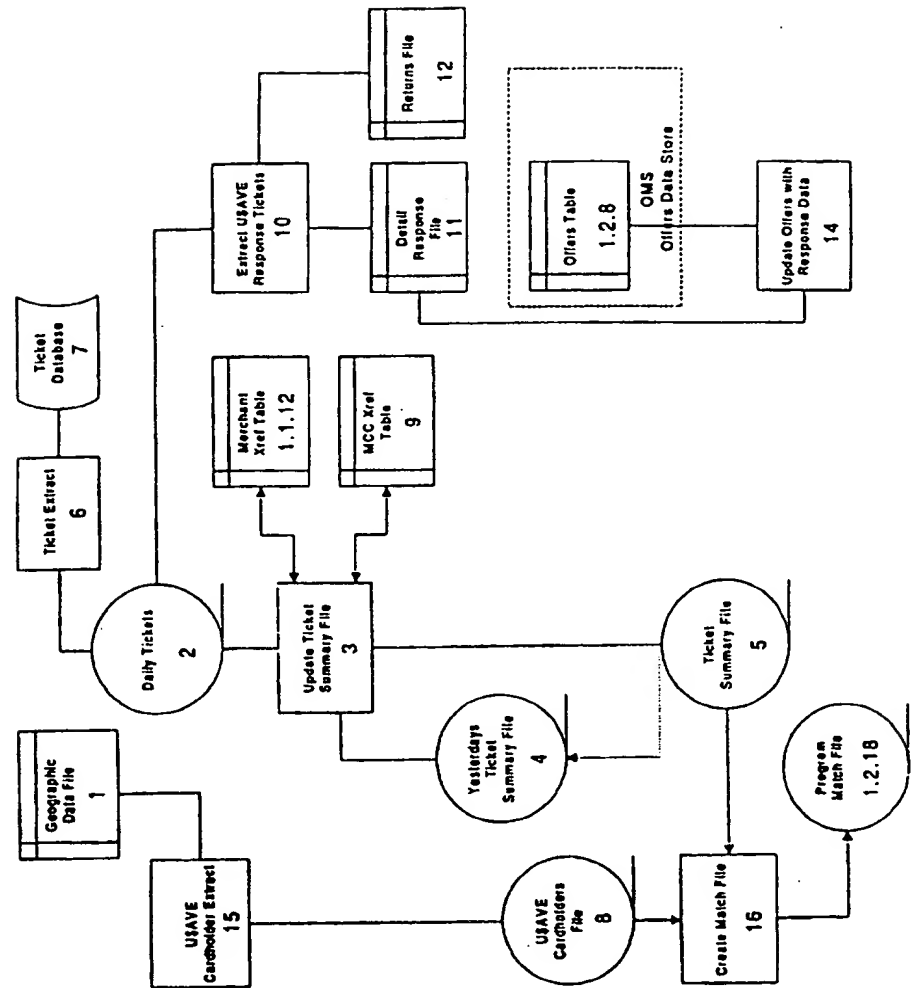 Geographic
Data File
1
U$AVE
Cardholder Extract
15
U$AVE
Cardholders
File
8
Create Match File
16
Program
Match File
1.2.18
Ticket
Summary File
5
Yesterdays
Ticket
Summary File
4
Update Ticket
Summary File
3
Daily Tickets
2
Ticket Extract
6
Ticket
Database
7
Merchant
Xref Table
1.1.12
MCC Xref
Table
9
Extract U$AVE
Response Tickets
10
Detail
Response
File
11
Returns File
12
Offers Table
1.2.8
OMS
Offers Data Store
Update Offers with
Response Data
14